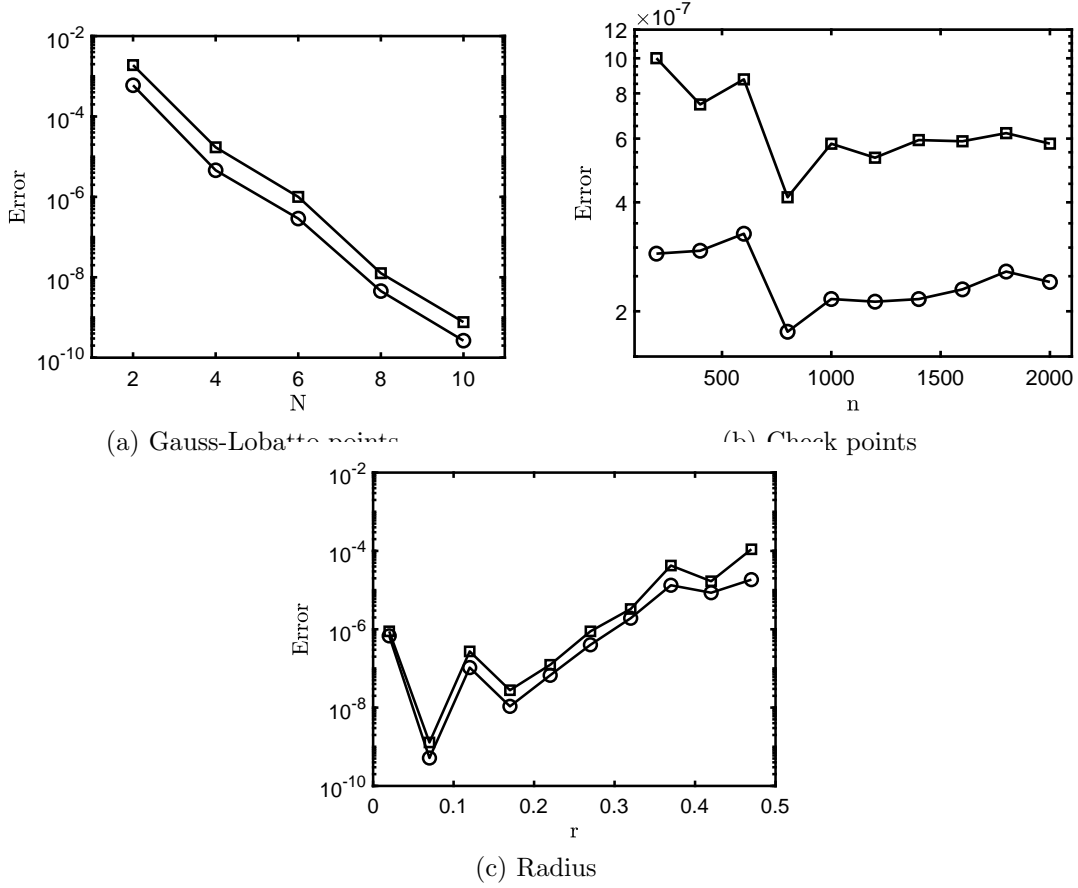 10-2
10-4
10-6
10-8
10-10
Error
2 4 6 8 10
N
(a) Gauss-Lobatto points
×10-7
12
10
8
6
4
2
Error
500 1000 1500 2000
n
(b) Check points
10-2
10-4
10-6
10-8
10-10
Error
0 0.1 0.2 0.3 0.4 0.5
r
(c) Radius